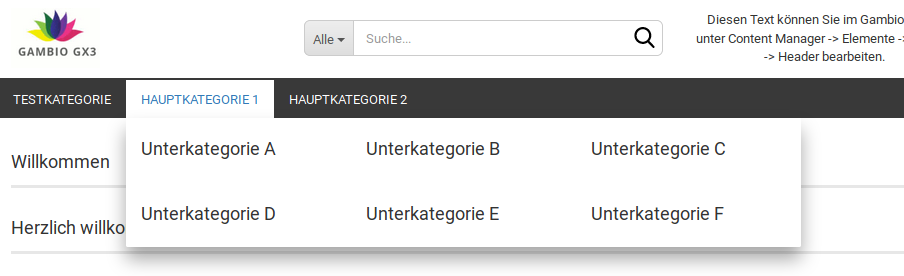 GAMBIO GX3
Alle
Suche...
Diesen Text können Sie im Gambio
unter Content Manager -> Elemente ->
-> Header bearbeiten.
TESTKATEGORIE
HAUPTKATEGORIE 1
HAUPTKATEGORIE 2
Unterkategorie A
Unterkategorie B
Unterkategorie C
Willkommen
Unterkategorie D
Unterkategorie E
Unterkategorie F
Herzlich willko